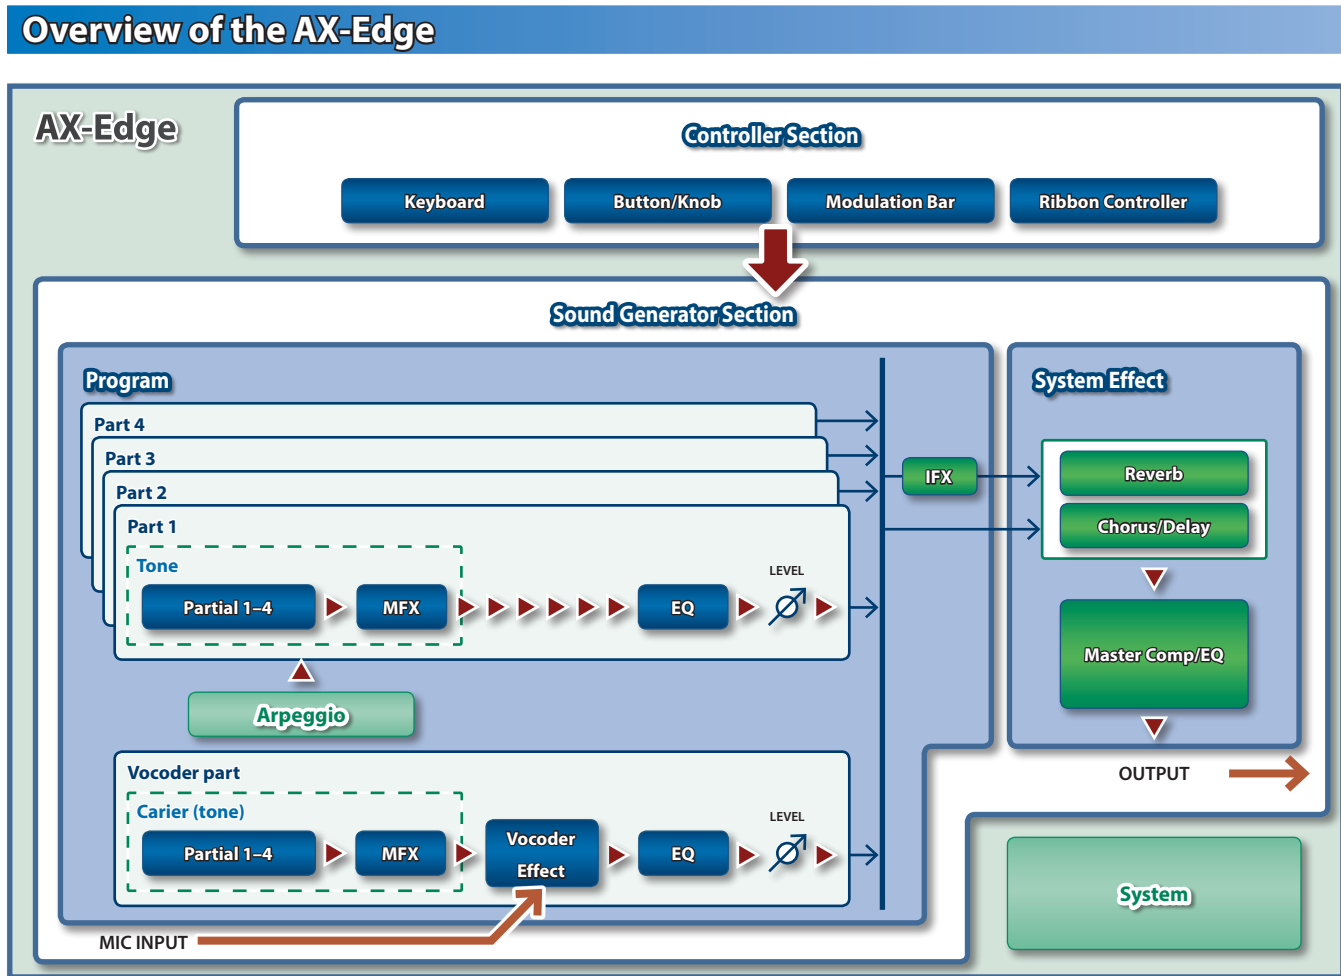 Overview of the AX-Edge
AX-Edge
Controller Section
Keyboard
Button/Knob
Modulation Bar
Ribbon Controller
Sound Generator Section
Program
Part 4
Part 3
Part 2
Part 1
Tone
Partial 1–4
MFX
EQ
LEVEL
Arpeggio
Vocoder part
Carier (tone)
Partial 1–4
MFX
Vocoder
Effect
EQ
LEVEL
MIC INPUT
IFX
System Effect
Reverb
Chorus/Delay
Master Comp/EQ
OUTPUT
System